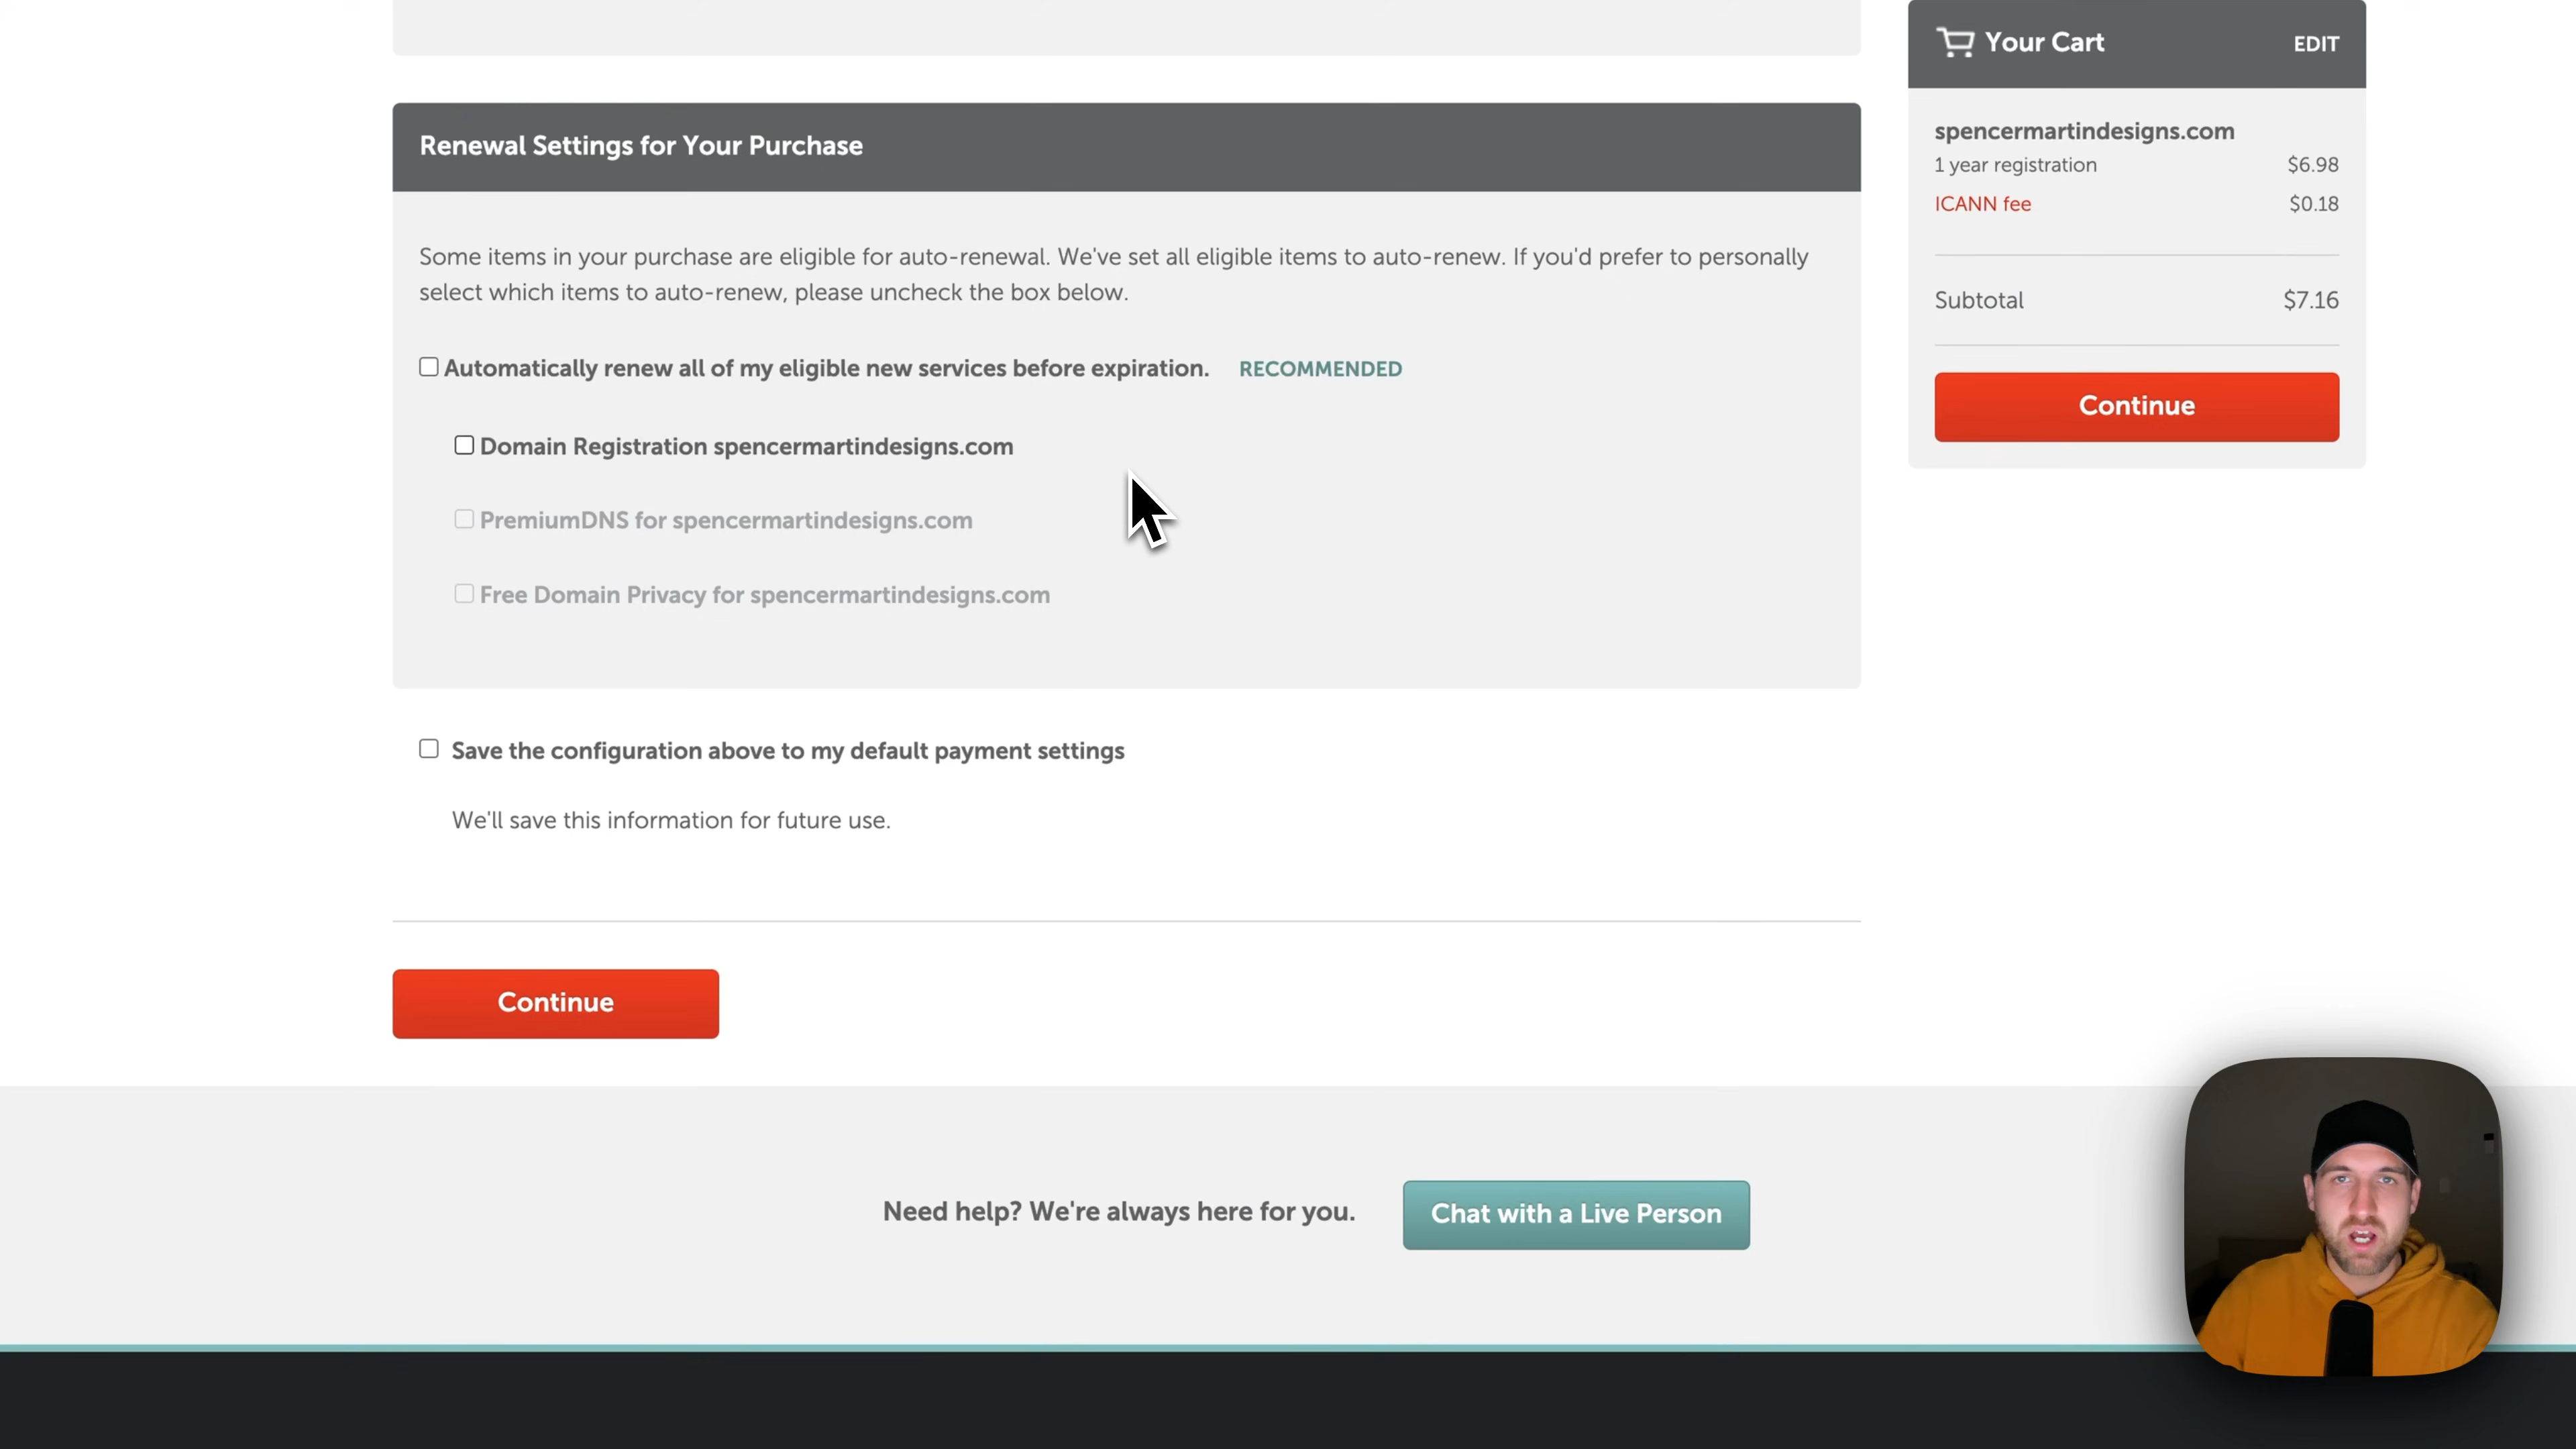 Your Cart
EDIT
spencermartindesigns.com
1 year registration $6.98
ICANN fee $0.18
Subtotal $7.16
Continue
Renewal Settings for Your Purchase
Some items in your purchase are eligible for auto-renewal. We've set all eligible items to auto-renew. If you'd prefer to personally
select which items to auto-renew, please uncheck the box below.
Automatically renew all of my eligible new services before expiration. RECOMMENDED
Domain Registration spencermartindesigns.com
PremiumDNS for spencermartindesigns.com
Free Domain Privacy for spencermartindesigns.com
Save the configuration above to my default payment settings
We'll save this information for future use.
Continue
Need help? We're always here for you.
Chat with a Live Person